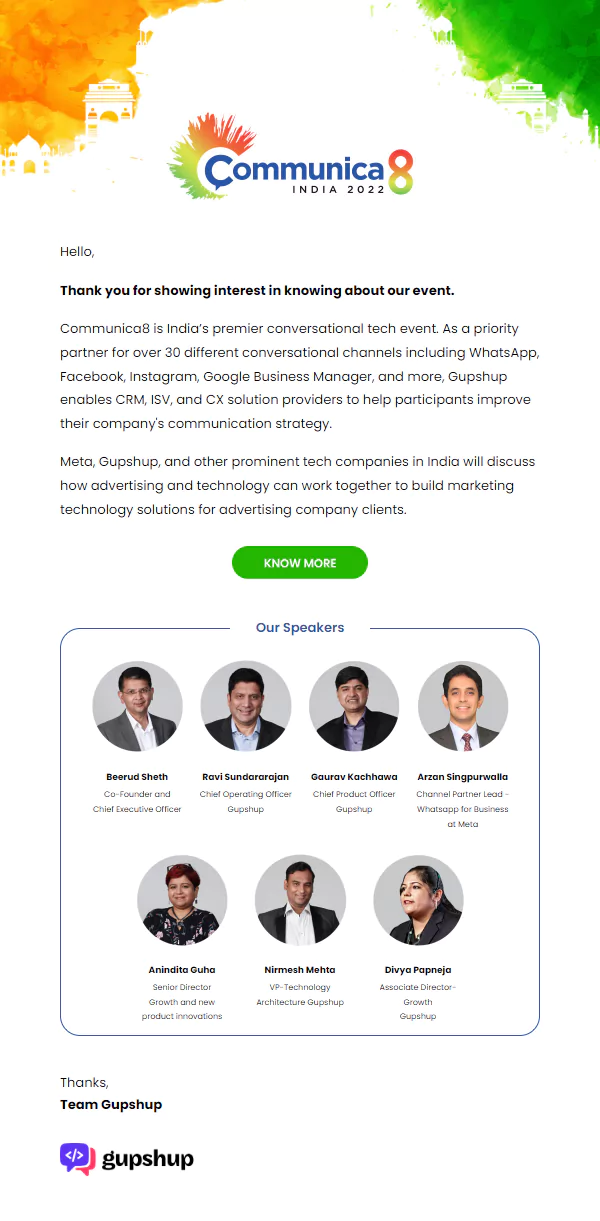 Communica8
INDIA 2022
Hello,
Thank you for showing interest in knowing about our event.
Communica8 is India’s premier conversational tech event. As a priority
partner for over 30 different conversational channels including WhatsApp,
Facebook, Instagram, Google Business Manager, and more, Gupshup
enables CRM, ISV, and CX solution providers to help participants improve
their company's communication strategy.
Meta, Gupshup, and other prominent tech companies in India will discuss
how advertising and technology can work together to build marketing
technology solutions for advertising company clients.
KNOW MORE
Our Speakers
Beerud Sheth
Co-Founder and
Chief Executive Officer
Ravi Sundararajan
Chief Operating Officer
Gupshup
Gaurav Kachhawa
Chief Product Officer
Gupshup
Arzan Singpurwalla
Channel Partner Lead -
Whatsapp for Business
at Meta
Anindita Guha
Senior Director
Growth and new
product innovations
Nirmesh Mehta
VP-Technology
Architecture Gupshup
Divya Papneja
Associate Director-
Growth
Gupshup
Thanks,
Team Gupshup
gupshup